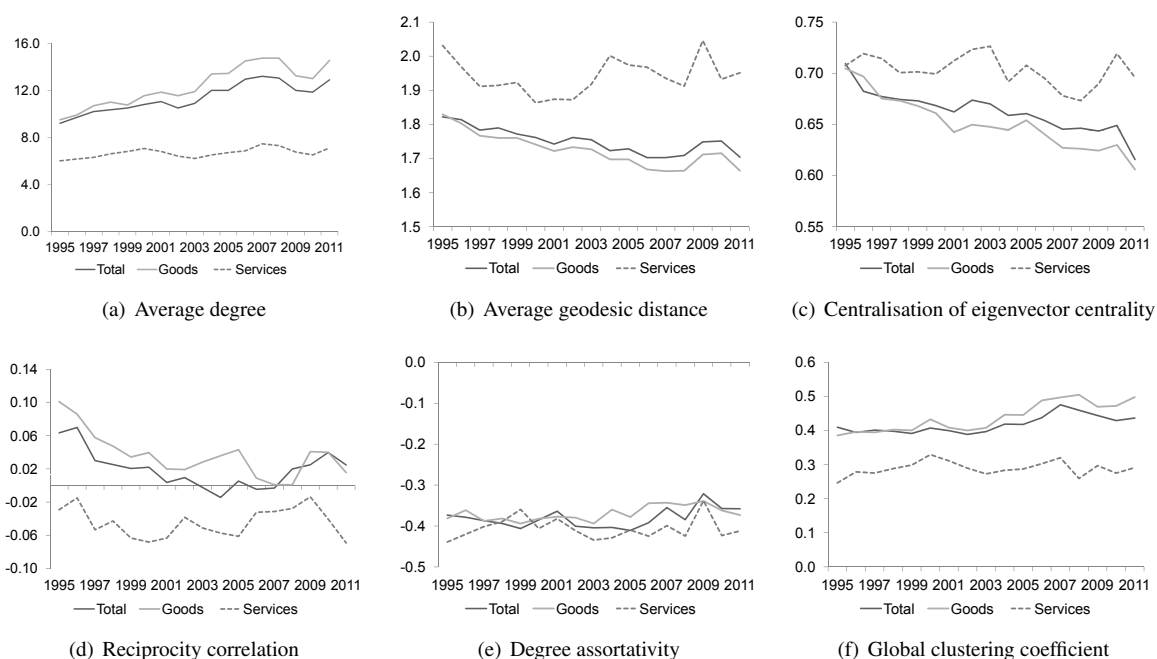 16.0
12.0
8.0
4.0
0.0
1995 1997 1999 2001 2003 2005 2007 2009 2011
Total Goods Services
(a) Average degree
2.1
2.0
1.9
1.8
1.7
1.6
1.5
1995 1997 1999 2001 2003 2005 2007 2009 2011
Total Goods Services
(b) Average geodesic distance
0.75
0.70
0.65
0.60
0.55
1995 1997 1999 2001 2003 2005 2007 2009 2011
Total Goods Services
(c) Centralisation of eigenvector centrality
0.14
0.10
0.06
0.02
-0.02
-0.06
-0.10
1995 1997 1999 2001 2003 2005 2007 2009 2011
Total Goods Services
(d) Reciprocity correlation
0.0
-0.1
-0.2
-0.3
-0.4
-0.5
1995 1997 1999 2001 2003 2005 2007 2009 2011
Total Goods Services
(e) Degree assortativity
0.6
0.5
0.4
0.3
0.2
0.1
0.0
1995 1997 1999 2001 2003 2005 2007 2009 2011
Total Goods Services
(f) Global clustering coefficient